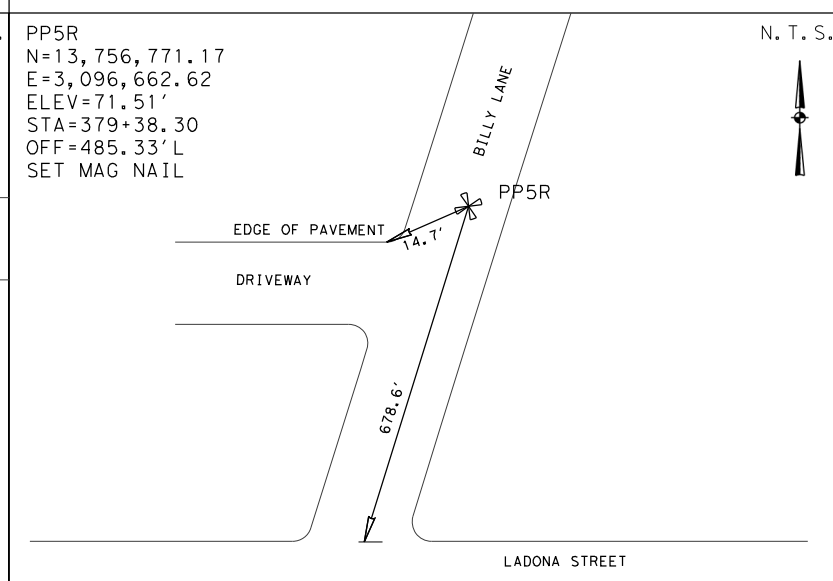 PP5R
N=13,756,771.17
E=3,096,662.62
ELEV=71.51'
STA=379+38.30
OFF=485.33'L
SET MAG NAIL
N.T.S.
BILLY LANE
PP5R
EDGE OF PAVEMENT
14.7'
DRIVEWAY
678.6'
LADONA STREET